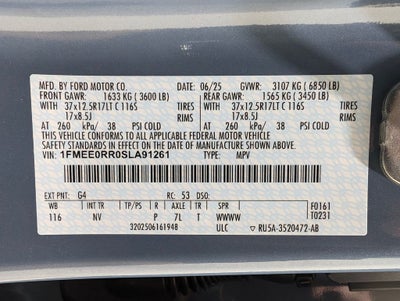 MFD. BY FORD MOTOR CO. 06/25 GVWR: 3107 KG ( 6850 LB)
FRONT GAWR: 1633 KG ( 3600 LB) REAR GAWR: 1565 KG ( 3450 LB)
WITH WITH
37x12.5R17LT C 116S TIRES 37x12.5R17LT C 116S TIRES
17x8.5J RIMS 17x8.5J RIMS
AT 260 kPa/ 38 PSI COLD AT 260 kPa/ 38 PSI COLD
THIS VEHICLE CONFORMS TO ALL APPLICABLE FEDERAL MOTOR VEHICLE
SAFETY STANDARDS IN EFFECT ON THE DATE OF MANUFACTURE SHOWN ABOVE.
VIN: 1FMEE0RR0SLA91261 TYPE: MPV
EXT PNT: G4 RC: 53 DSO: F0161
WB INT TR TP/PS R AXLE TR SPR T0231
116 NV P 7L T WWWW
3202506161948 ULC ▽ RU5A-3520472-AB